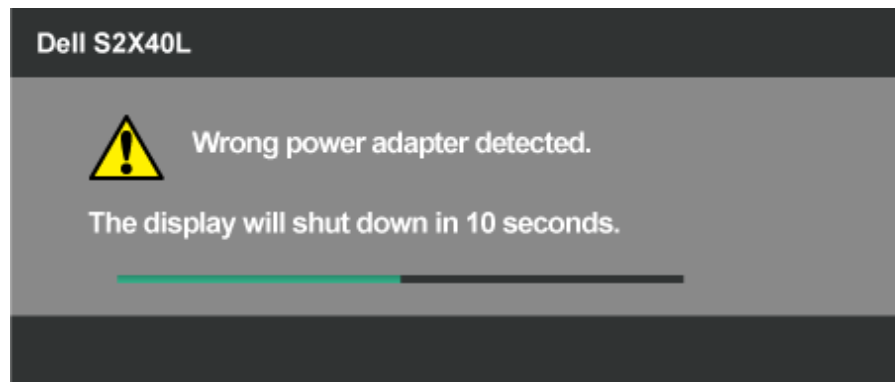 Dell S2X40L
Wrong power adapter detected.
The display will shut down in 10 seconds.